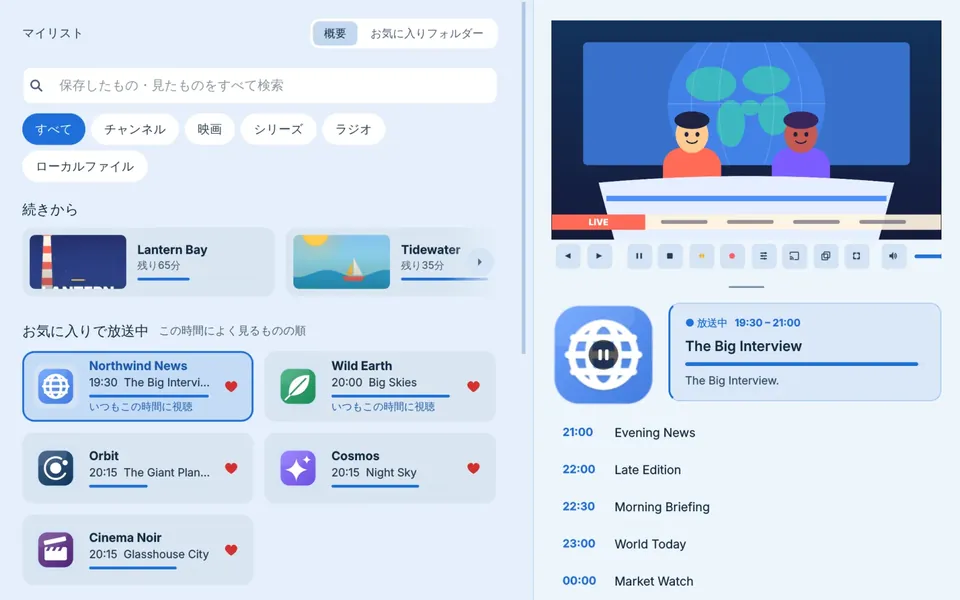 マイリスト
概要
お気に入りフォルダー
保存したもの・見たものをすべて検索
すべて
チャンネル
映画
シリーズ
ラジオ
ローカルファイル
続きから
Lantern Bay
残り65分
Tidewater
残り35分
お気に入りで放送中
この時間によく見るものの順
Northwind News
19:30 The Big Intervi...
いつもこの時間に視聴
Wild Earth
20:00 Big Skies
いつもこの時間に視聴
Orbit
20:15 The Giant Plan...
Cosmos
20:15 Night Sky
Cinema Noir
20:15 Glasshouse City
LIVE
放送中 19:30 – 21:00
The Big Interview
The Big Interview.
21:00 Evening News
22:00 Late Edition
22:30 Morning Briefing
23:00 World Today
00:00 Market Watch